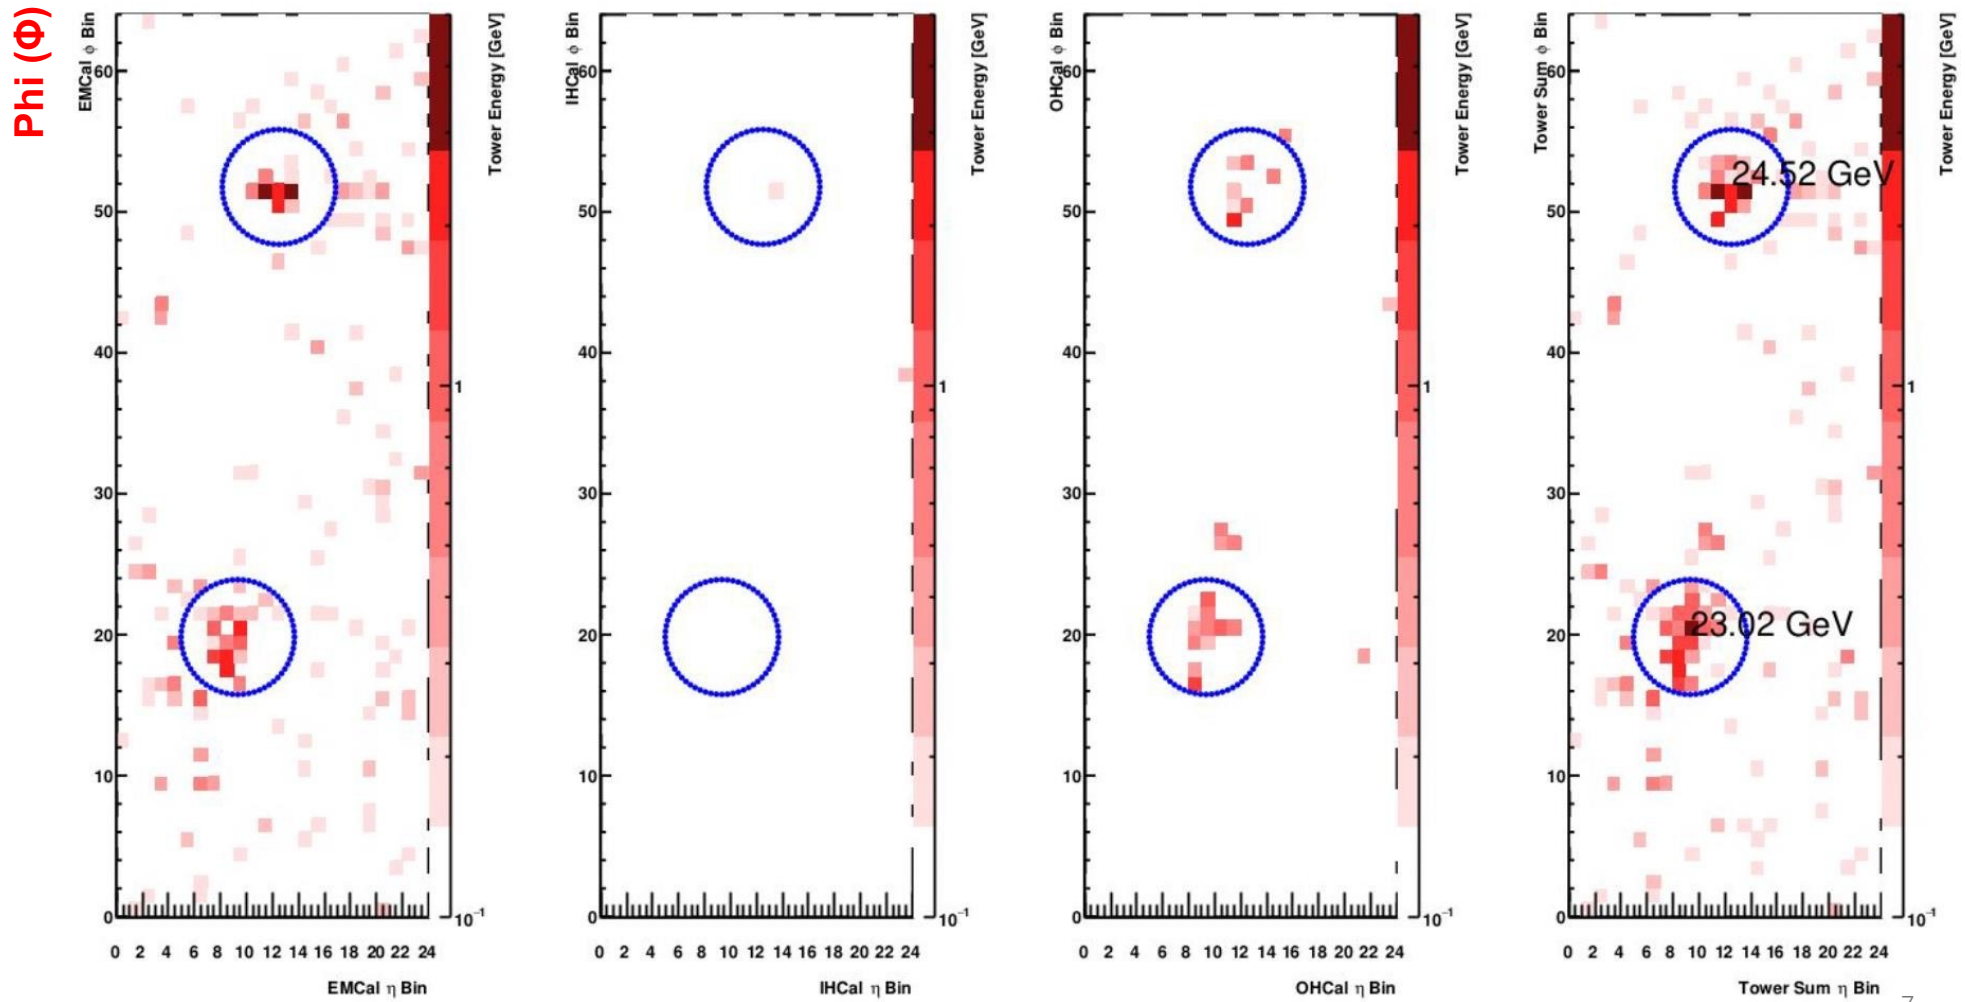 Phi (Φ)
EMCal ϕ Bin
60
50
40
30
20
10
0
0 2 4 6 8 10 12 14 16 18 20 22 24
EMCal η Bin
Tower Energy [GeV]
1
10⁻¹
IHCal ϕ Bin
60
50
40
30
20
10
0
0 2 4 6 8 10 12 14 16 18 20 22 24
IHCal η Bin
Tower Energy [GeV]
1
10⁻¹
OHCal ϕ Bin
60
50
40
30
20
10
0
0 2 4 6 8 10 12 14 16 18 20 22 24
OHCal η Bin
Tower Energy [GeV]
1
10⁻¹
Tower Sum ϕ Bin
60
50
40
30
20
10
0
24.52 GeV
23.02 GeV
0 2 4 6 8 10 12 14 16 18 20 22 24
Tower Sum η Bin
Tower Energy [GeV]
1
10⁻¹